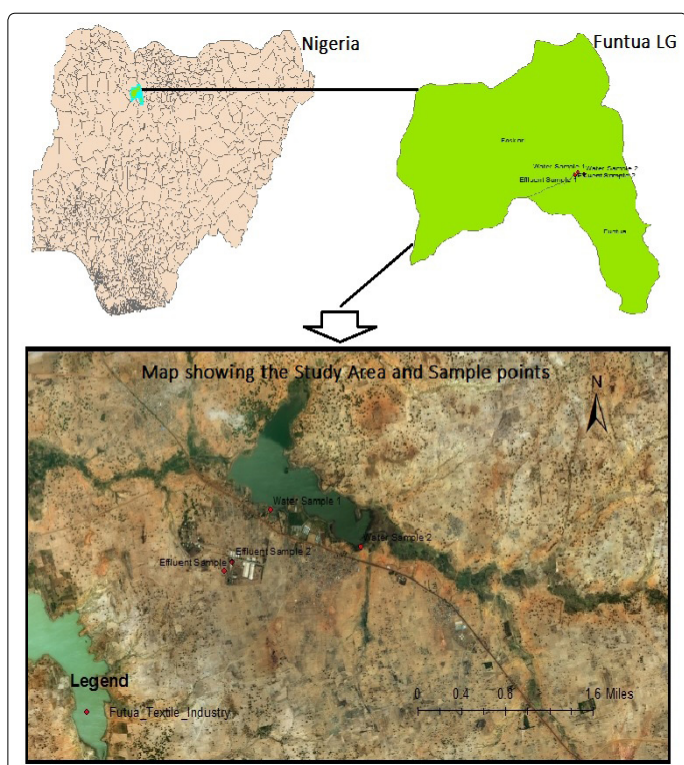 Nigeria
Funtua LG
Water Sample 1
Water Sample 2
Effluent Sample 1
Sample 2
Funtua
Map showing the Study Area and Sample points
N
Water Sample 1
Water Sample 2
Effluent Sample 2
Effluent Sample
Legend
Futua_Textile_Industry
0 0.4 0.8 1.6 Miles